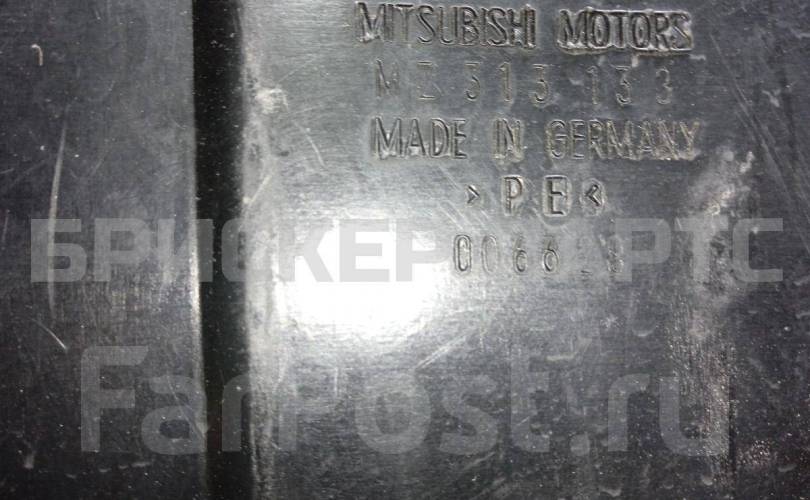 MITSUBISHI MOTORS
MZ 313 133
MADE IN GERMANY
>PE<
БРИСКЕР ПАРТС
FarPost.ru